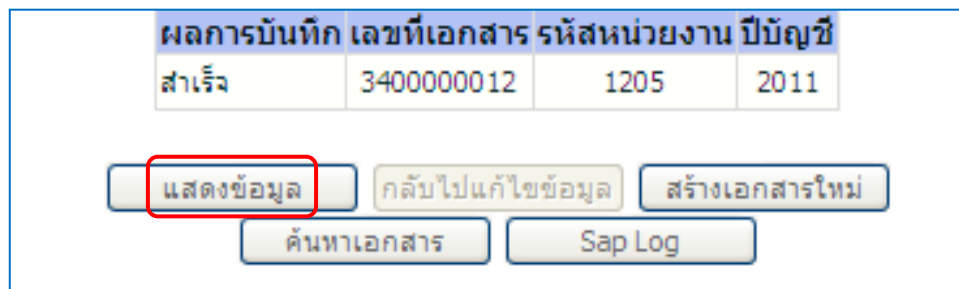 ผลการบันทึก เลขที่เอกสาร รหัสหน่วยงาน ปีบัญชี
สำเร็จ 3400000012 1205 2011
แสดงข้อมูล กลับไปแก้ไขข้อมูล สร้างเอกสารใหม่
ค้นหาเอกสาร Sap Log